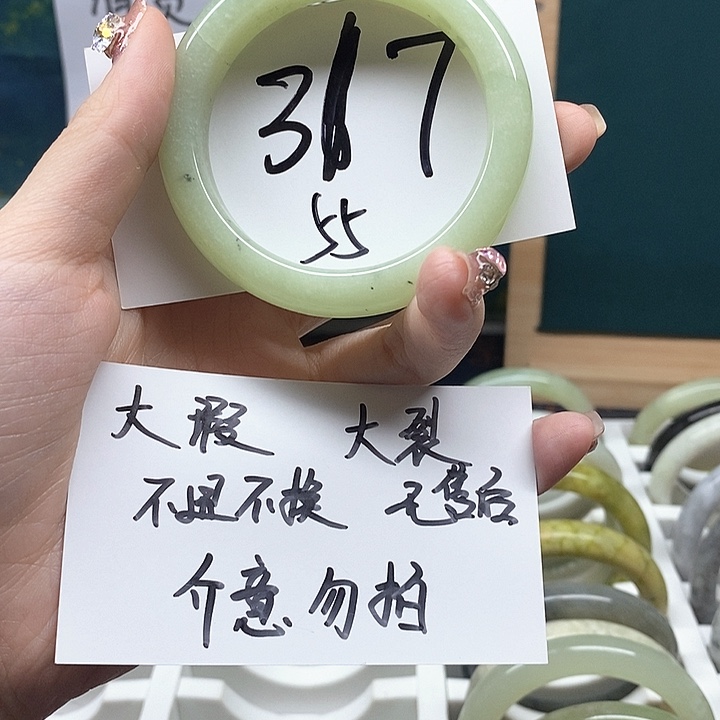 317
55
大瑕 大裂
不退不换 无售后
介意勿拍